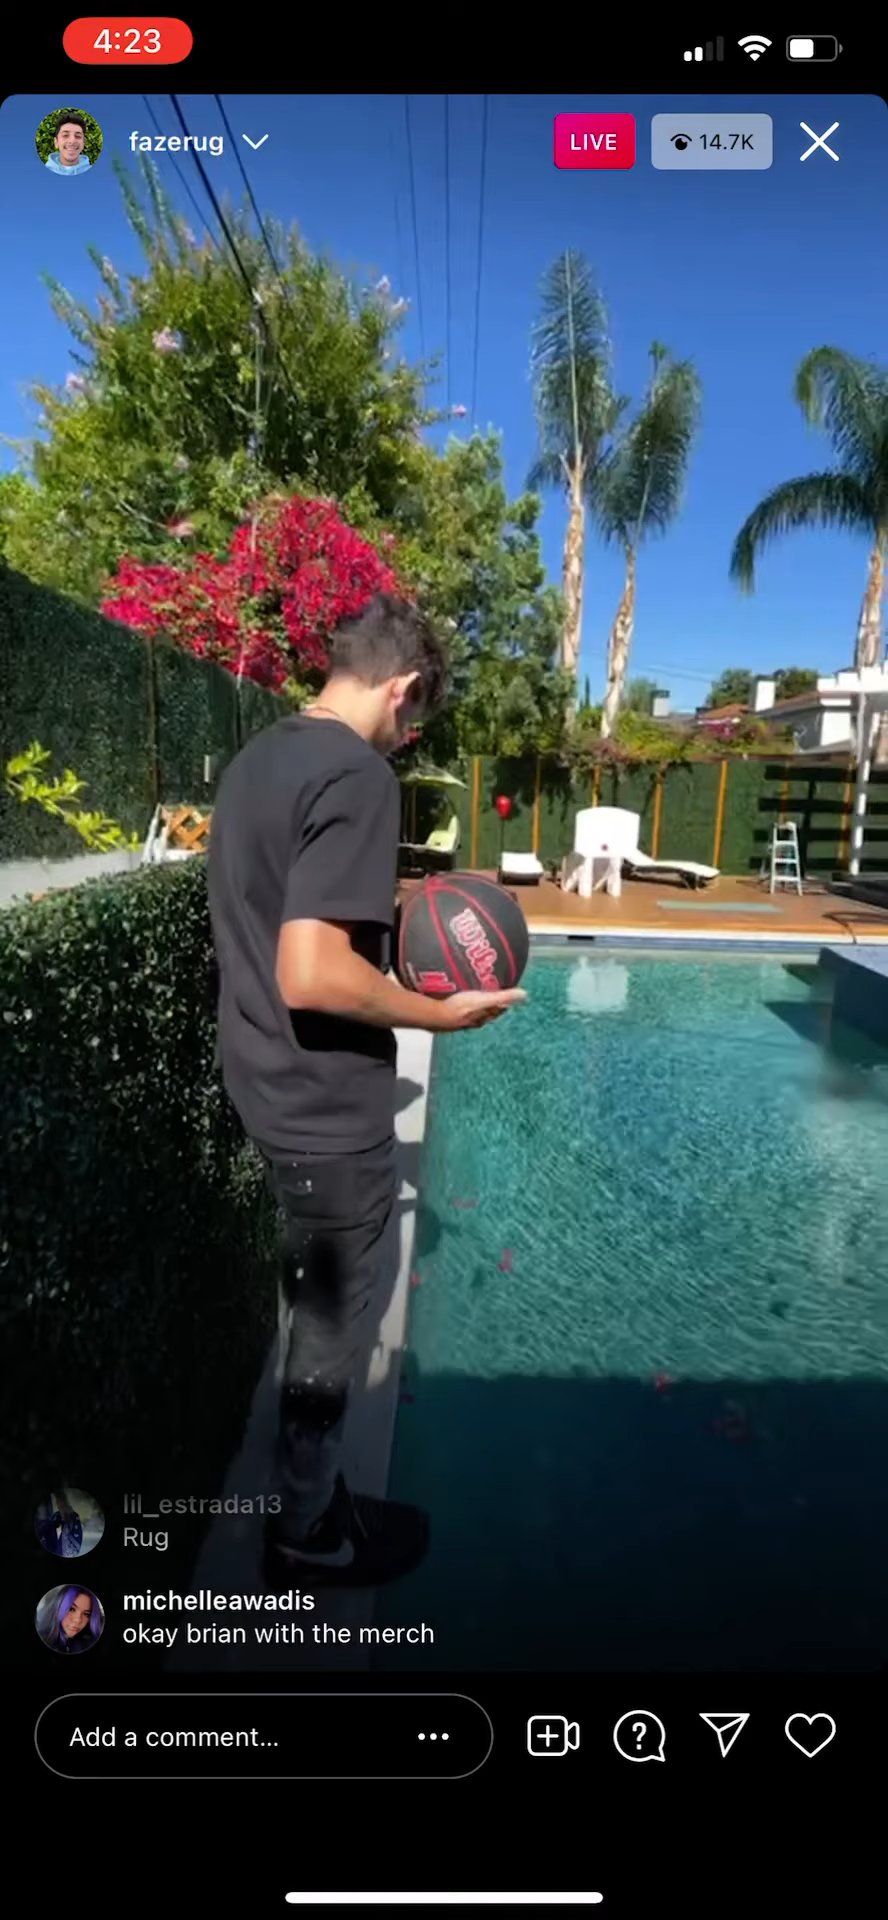 4:23
fazerug
LIVE
14.7K
Wilson
lil_estrada13
Rug
michelleawadis
okay brian with the merch
Add a comment...